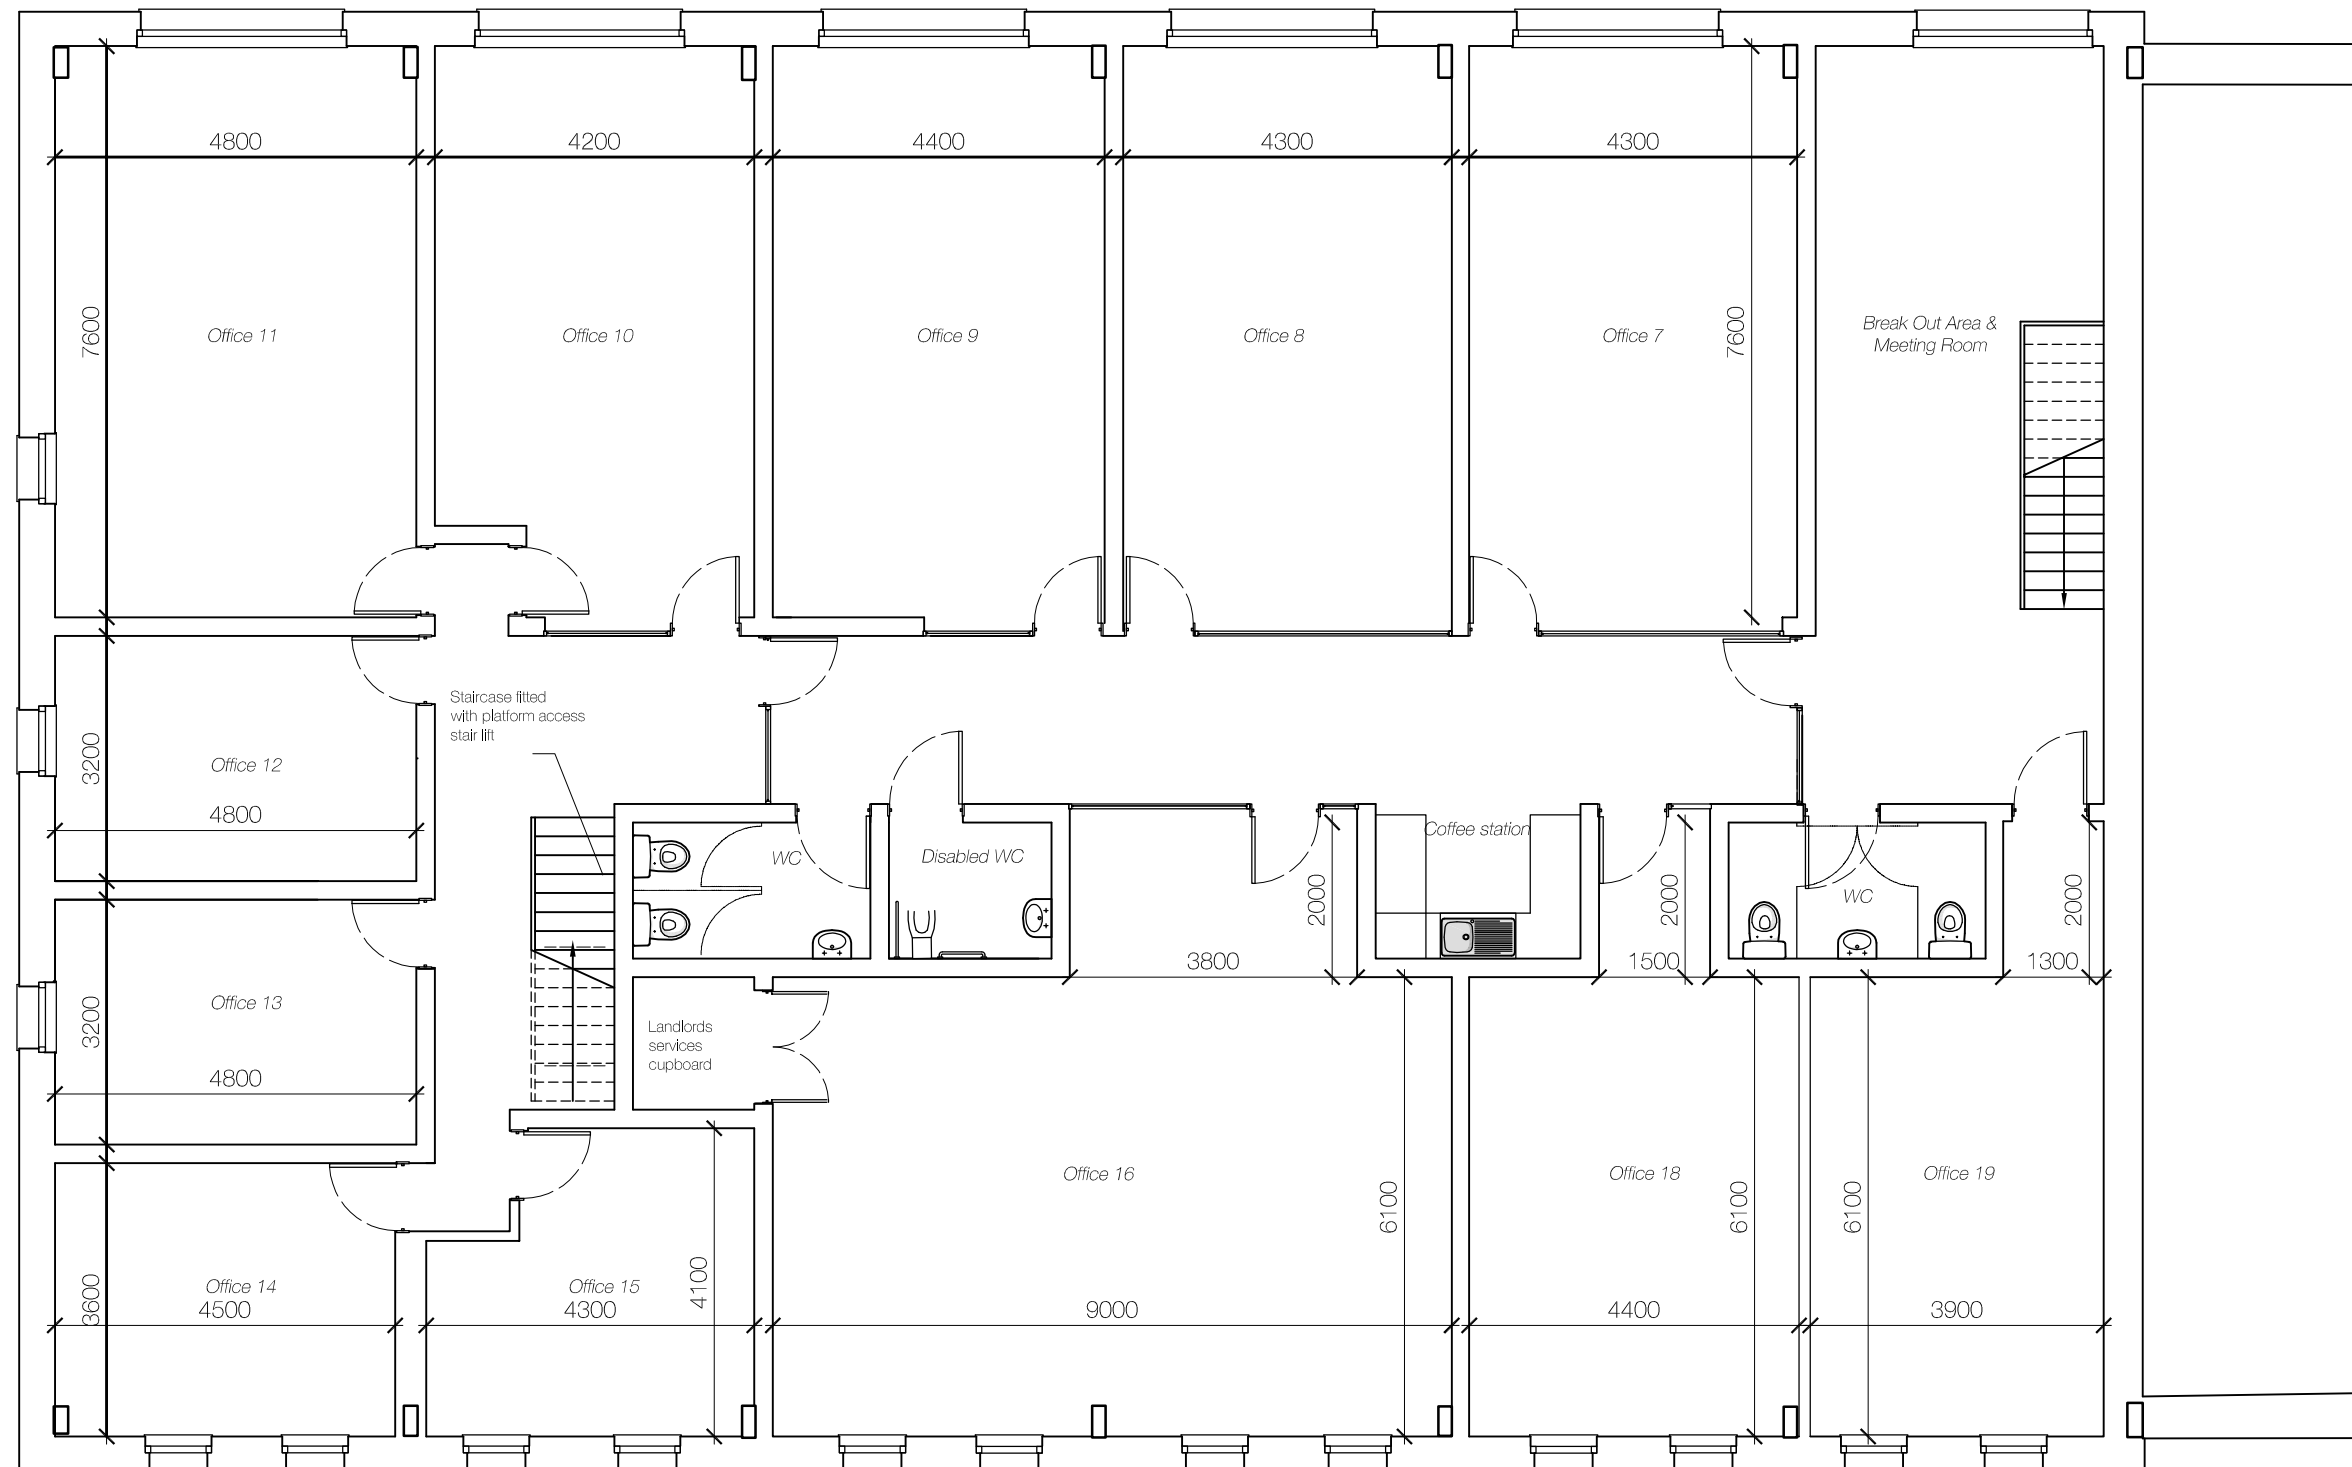 4800
4200
4400
4300
4300
7600
Office 11
Office 10
Office 9
Office 8
Office 7
7600
Break Out Area &
Meeting Room
Staircase fitted
with platform access
stair lift
3200
Office 12
4800
WC
Disabled WC
Coffee station
WC
2000
2000
2000
3800
1500
1300
3200
Office 13
4800
Landlords
services
cupboard
Office 16
Office 18
Office 19
6100
6100
6100
3600
Office 14
4500
Office 15
4300
4100
9000
4400
3900